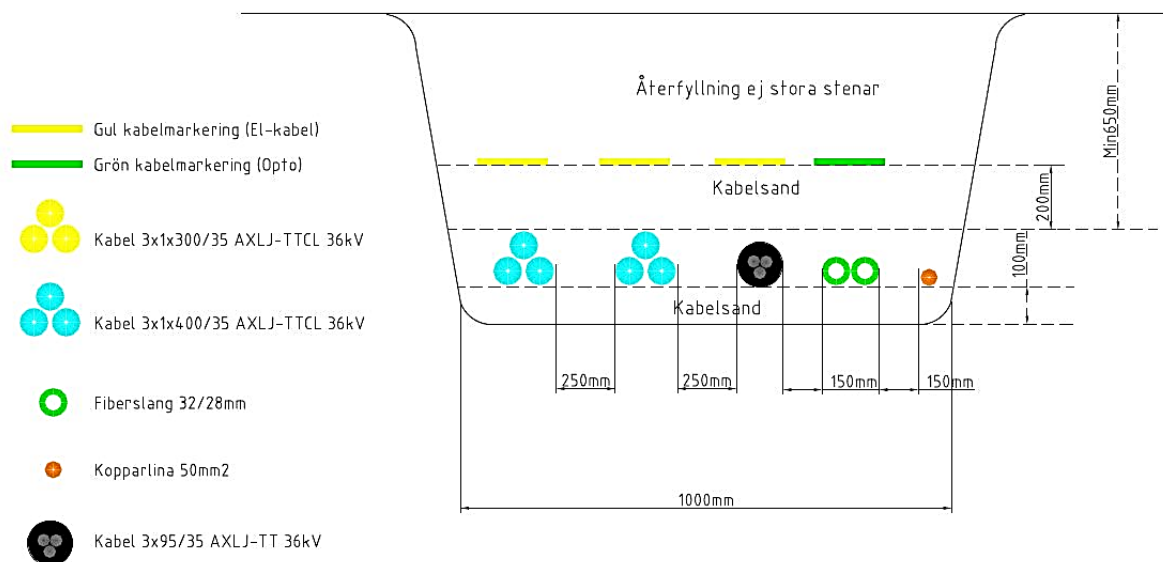 Återfyllning ej stora stenar
Min650mm
Gul kabelmarkering (El-kabel)
Grön kabelmarkering (Opto)
Kabelsand
200mm
Kabel 3x1x300/35 AXLJ-TTCL 36kV
100mm
Kabelsand
Kabel 3x1x400/35 AXLJ-TTCL 36kV
250mm
250mm
150mm
150mm
Fiberslang 32/28mm
Kopparlina 50mm2
1000mm
Kabel 3x95/35 AXLJ-TT 36kV